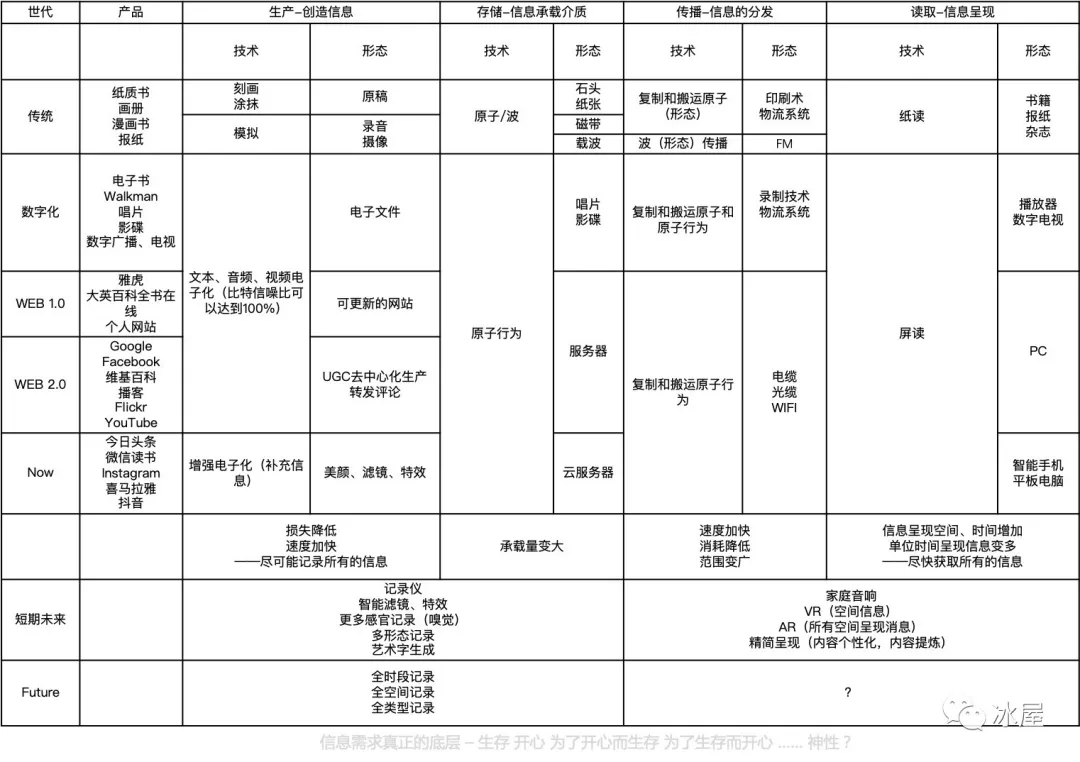 世代 产品 生产-创造信息 存储-信息承载介质 传播-信息的分发 读取-信息呈现
技术 形态 技术 形态 技术 形态 技术 形态
传统
纸质书
画册
漫画书
报纸
刻画
涂抹
原稿
模拟
录音
摄像
原子/波
石头
纸张
磁带
载波
复制和搬运原子
(形态)
印刷术
物流系统
波(形态)传播
FM
纸读
书籍
报纸
杂志
数字化
电子书
Walkman
唱片
影碟
数字广播、电视
文本、音频、视频电
子化(比特信噪比可
以达到100%)
电子文件
原子行为
唱片
影碟
复制和搬运原子和
原子行为
录制技术
物流系统
屏读
播放器
数字电视
WEB 1.0
雅虎
大英百科全书在
线
个人网站
可更新的网站
服务器
复制和搬运原子行
为
电缆
光缆
WIFI
PC
WEB 2.0
Google
Facebook
维基百科
播客
Flickr
YouTube
UGC去中心化生产
转发评论
Now
今日头条
微信读书
Instagram
喜马拉雅
抖音
增强电子化(补充信
息)
美颜、滤镜、特效
云服务器
智能手机
平板电脑
损失降低
速度加快
——尽可能记录所有的信息
承载量变大
速度加快
消耗降低
范围变广
信息呈现空间、时间增加
单位时间呈现信息变多
——尽快获取所有的信息
短期未来
记录仪
智能滤镜、特效
更多感官记录(嗅觉)
多形态记录
艺术字生成
家庭音响
VR(空间信息)
AR(所有空间呈现消息)
精简呈现(内容个性化,内容提炼)
Future
全时段记录
全空间记录
全类型记录
?
冰屋
信息需求真正的底层 – 生存 开心 为了开心而生存 为了生存而开心 …… 神性?